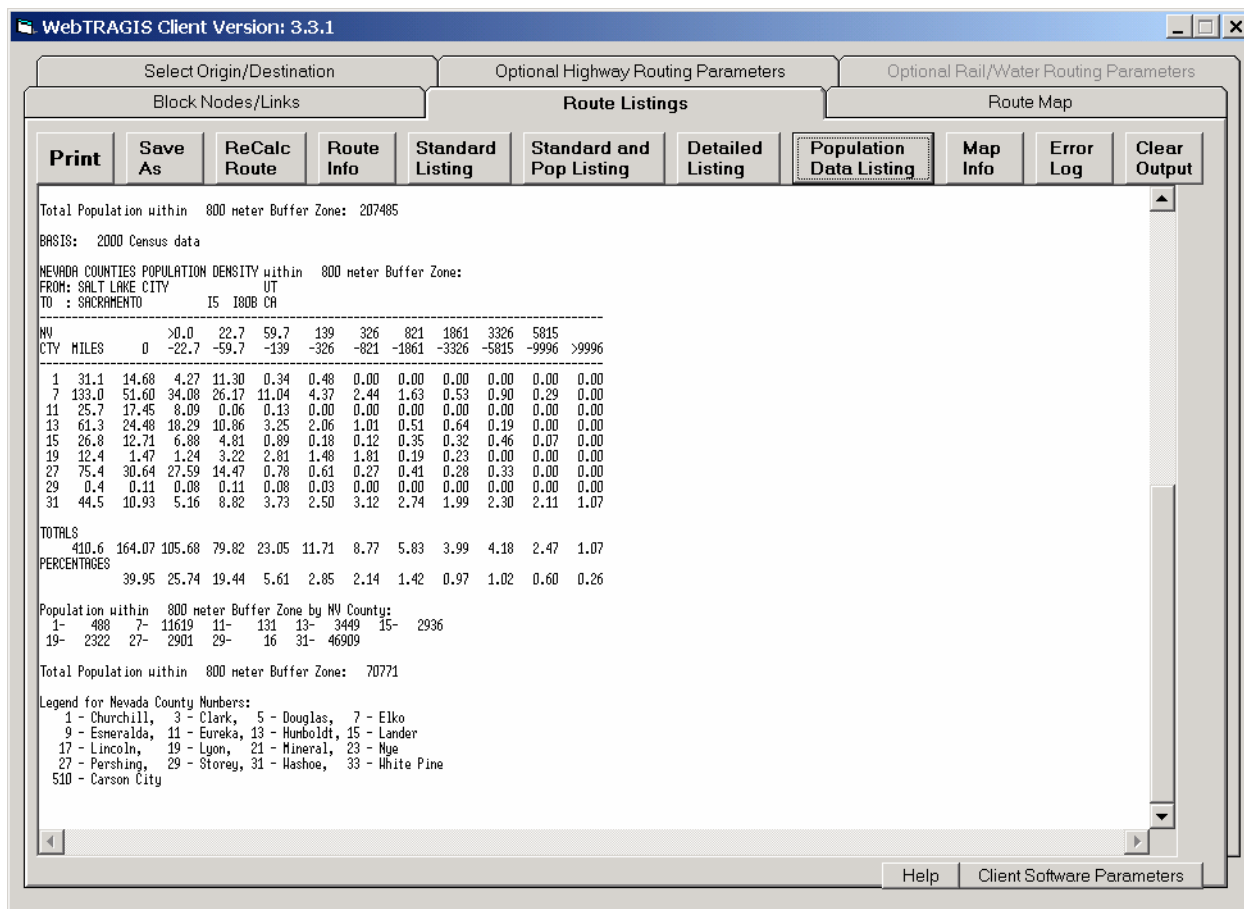 WebTRAGIS Client Version: 3.3.1
Select Origin/Destination Optional Highway Routing Parameters Optional Rail/Water Routing Parameters
Block Nodes/Links Route Listings Route Map
Print Save As ReCalc Route Route Info Standard Listing Standard and Pop Listing Detailed Listing Population Data Listing Map Info Error Log Clear Output
Total Population within 800 meter Buffer Zone: 207485
BASIS: 2000 Census data
NEVADA COUNTIES POPULATION DENSITY within 800 meter Buffer Zone:
FROM: SALT LAKE CITY UT
TO : SACRAMENTO I5 I80B CA
NV >0.0 22.7 59.7 139 326 821 1861 3326 5815
CTY MILES 0 -22.7 -59.7 -139 -326 -821 -1861 -3326 -5815 -9996 >9996
1 31.1 14.68 4.27 11.30 0.34 0.48 0.00 0.00 0.00 0.00 0.00 0.00
7 133.0 51.60 34.08 26.17 11.04 4.37 2.44 1.63 0.53 0.90 0.29 0.00
11 25.7 17.45 8.09 0.06 0.13 0.00 0.00 0.00 0.00 0.00 0.00 0.00
13 61.3 24.48 18.29 10.86 3.25 2.06 1.01 0.51 0.64 0.19 0.00 0.00
15 26.8 12.71 6.88 4.81 0.89 0.18 0.12 0.35 0.32 0.46 0.07 0.00
19 12.4 1.47 1.24 3.22 2.81 1.48 1.81 0.19 0.23 0.00 0.00 0.00
27 75.4 30.64 27.59 14.47 0.78 0.61 0.27 0.41 0.28 0.33 0.00 0.00
29 0.4 0.11 0.08 0.11 0.08 0.03 0.00 0.00 0.00 0.00 0.00 0.00
31 44.5 10.93 5.16 8.82 3.73 2.50 3.12 2.74 1.99 2.30 2.11 1.07
TOTALS
410.6 164.07 105.68 79.82 23.05 11.71 8.77 5.83 3.99 4.18 2.47 1.07
PERCENTAGES
39.95 25.74 19.44 5.61 2.85 2.14 1.42 0.97 1.02 0.60 0.26
Population within 800 meter Buffer Zone by NV County:
1- 488 7- 11619 11- 131 13- 3449 15- 2936
19- 2322 27- 2901 29- 16 31- 46909
Total Population within 800 meter Buffer Zone: 70771
Legend for Nevada County Numbers:
1 - Churchill, 3 - Clark, 5 - Douglas, 7 - Elko
9 - Esmeralda, 11 - Eureka, 13 - Humboldt, 15 - Lander
17 - Lincoln, 19 - Lyon, 21 - Mineral, 23 - Nye
27 - Pershing, 29 - Storey, 31 - Washoe, 33 - White Pine
510 - Carson City
Help Client Software Parameters